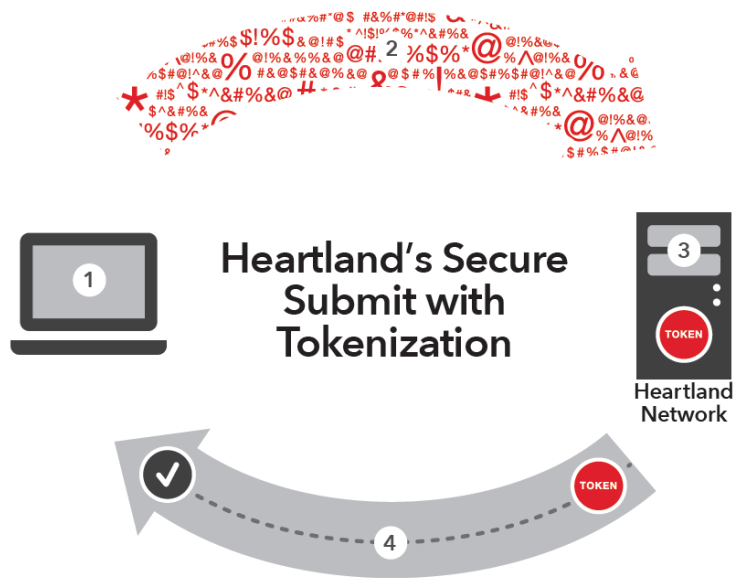 2
1
Heartland's Secure
Submit with
Tokenization
3
TOKEN
Heartland
Network
TOKEN
4